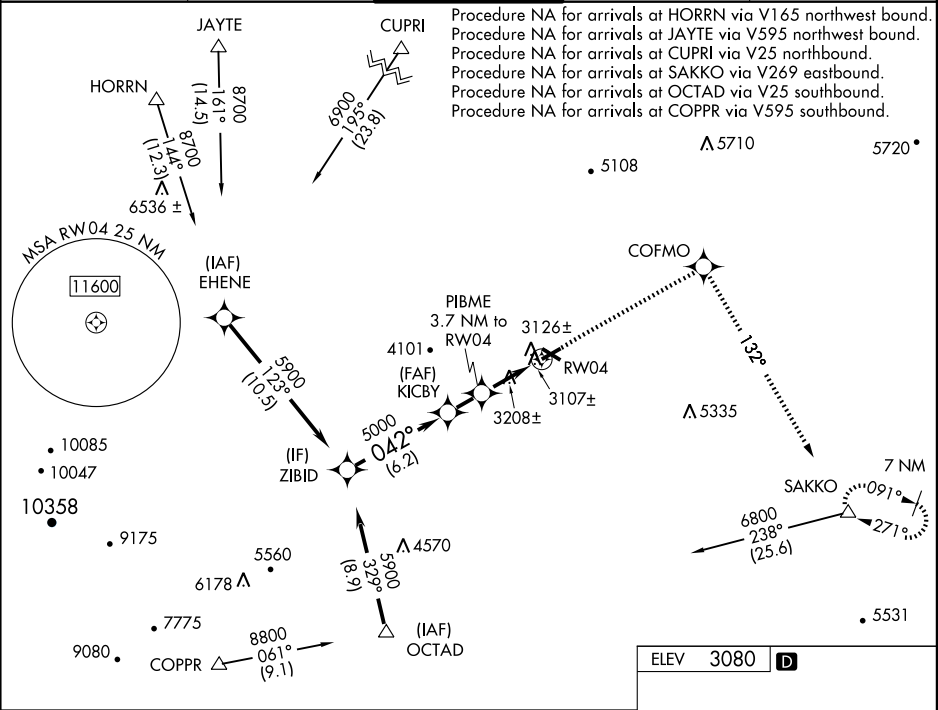 Procedure NA for arrivals at HORRN via V165 northwest bound.
Procedure NA for arrivals at JAYTE via V595 northwest bound.
Procedure NA for arrivals at CUPRI via V25 northbound.
Procedure NA for arrivals at SAKKO via V269 eastbound.
Procedure NA for arrivals at OCTAD via V25 southbound.
Procedure NA for arrivals at COPPR via V595 southbound.
JAYTE
CUPRI
HORRN
8700
161°
(14.5)
8700
144°
(12.3)
6900
195°
(23.8)
6536 ±
5710
5720
5108
MSA RW04 25 NM
11600
(IAF)
EHENE
COFMO
PIBME
3.7 NM to
RW04
3126±
4101
RW04
(FAF)
KICBY
3107±
3208±
5900
123°
(10.5)
132°
5335
5000
042°
(6.2)
(IF)
ZIBID
10085
10047
10358
9175
7 NM
SAKKO
091°
271°
6800
238°
(25.6)
5560
6178
4570
5900
329°
(8.9)
7775
9080
COPPR
8800
061°
(9.1)
(IAF)
OCTAD
5531
ELEV 3080 D